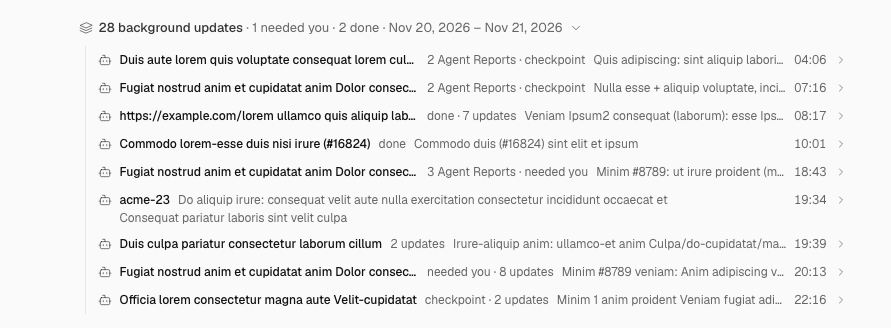 28 background updates · 1 needed you · 2 done · Nov 20, 2026 – Nov 21, 2026
Duis aute lorem quis voluptate consequat lorem cul... 2 Agent Reports · checkpoint Quis adipiscing: sint aliquip labori... 04:06
Fugiat nostrud anim et cupidatat anim Dolor consec... 2 Agent Reports · checkpoint Nulla esse + aliquip voluptate, inci... 07:16
https://example.com/lorem ullamco quis aliquip lab... done · 7 updates Veniam Ipsum2 consequat (laborum): esse Ips... 08:17
Commodo lorem-esse duis nisi irure (#16824) done Commodo duis (#16824) sint elit et ipsum 10:01
Fugiat nostrud anim et cupidatat anim Dolor consec... 3 Agent Reports · needed you Minim #8789: ut irure proident (m... 18:43
acme-23 Do aliquip irure: consequat velit aute nulla exercitation consectetur incididunt occaecat et 19:34
Consequat pariatur laboris sint velit culpa
Duis culpa pariatur consectetur laborum cillum 2 updates Irure-aliquip anim: ullamco-et anim Culpa/do-cupidatat/ma... 19:39
Fugiat nostrud anim et cupidatat anim Dolor consec... needed you · 8 updates Minim #8789 veniam: Anim adipiscing v... 20:13
Officia lorem consectetur magna aute Velit-cupidatat checkpoint · 2 updates Minim 1 anim proident Veniam fugiat adi... 22:16